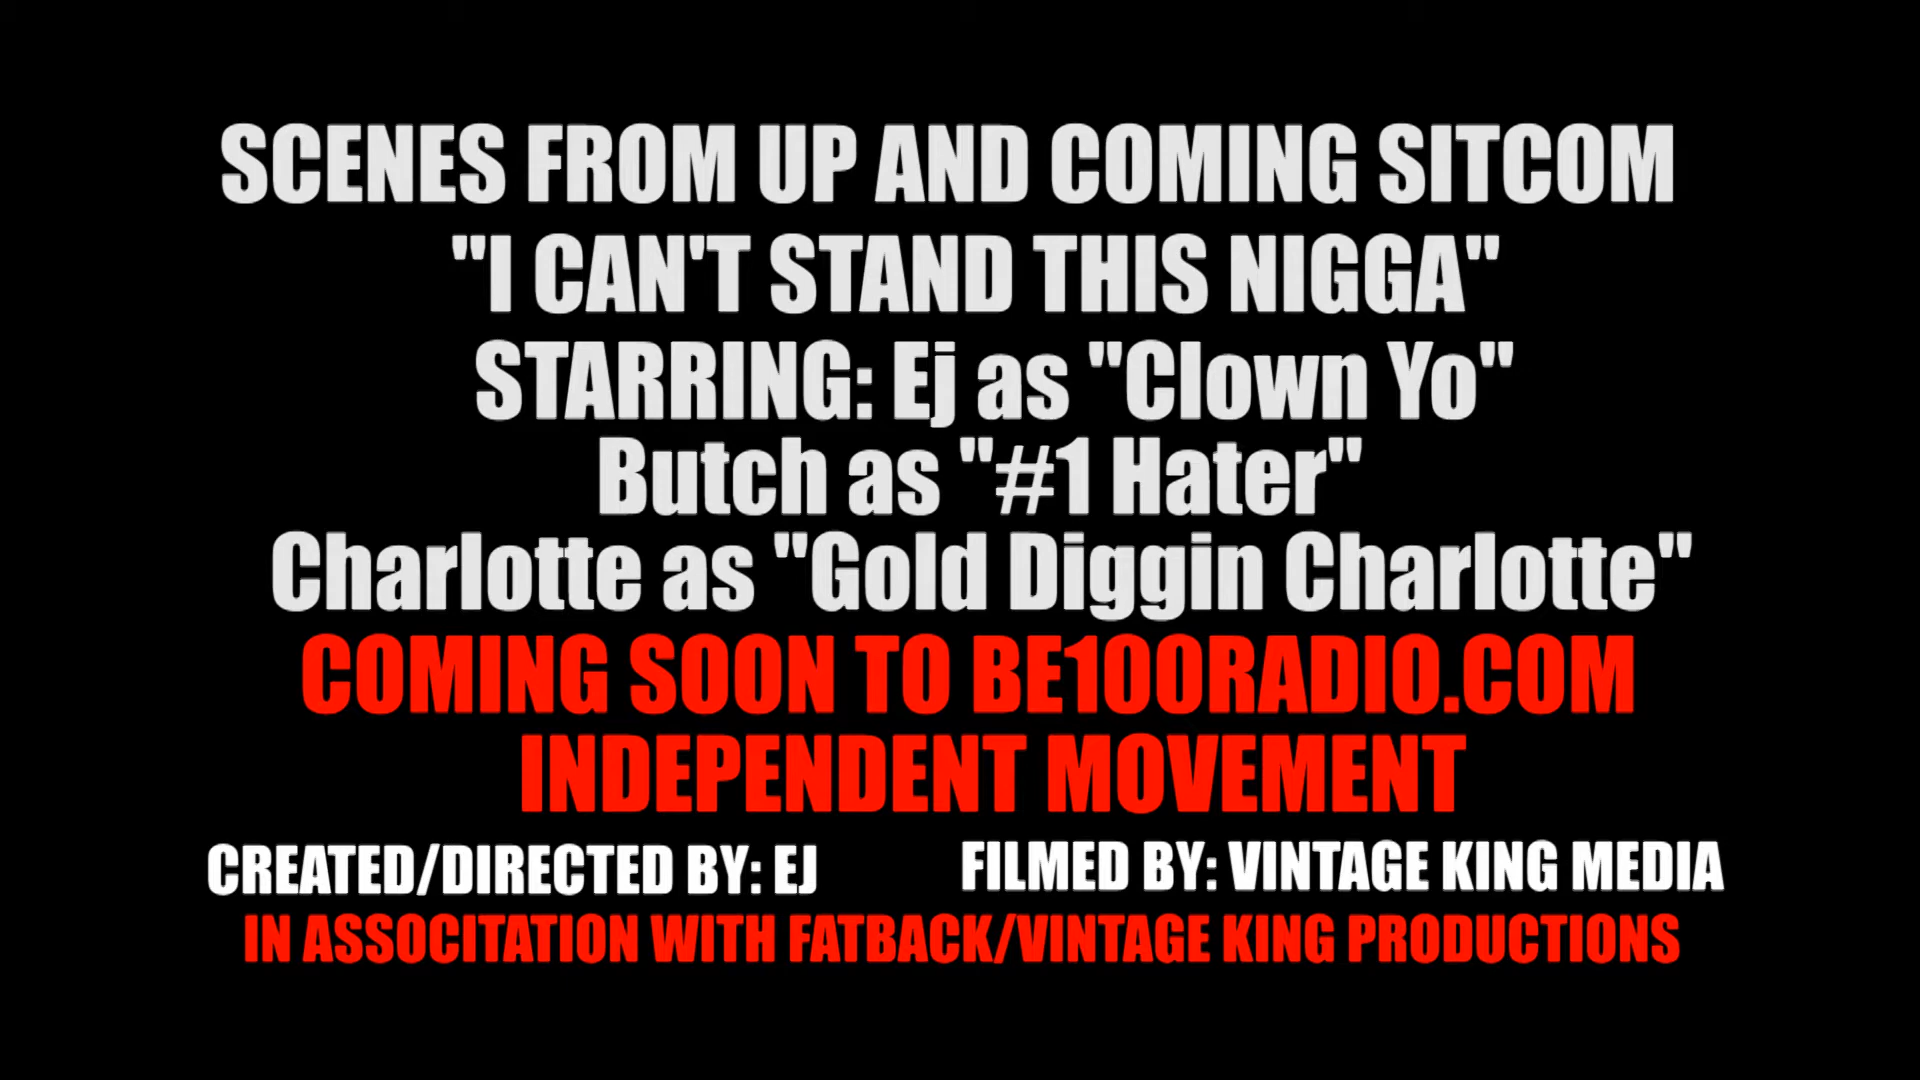 SCENES FROM UP AND COMING SITCOM
"I CAN'T STAND THIS NIGGA"
STARRING: Ej as "Clown Yo"
Butch as "#1 Hater"
Charlotte as "Gold Diggin Charlotte"
COMING SOON TO BE100RADIO.COM
INDEPENDENT MOVEMENT
CREATED/DIRECTED BY: EJ FILMED BY: VINTAGE KING MEDIA
IN ASSOCITATION WITH FATBACK/VINTAGE KING PRODUCTIONS